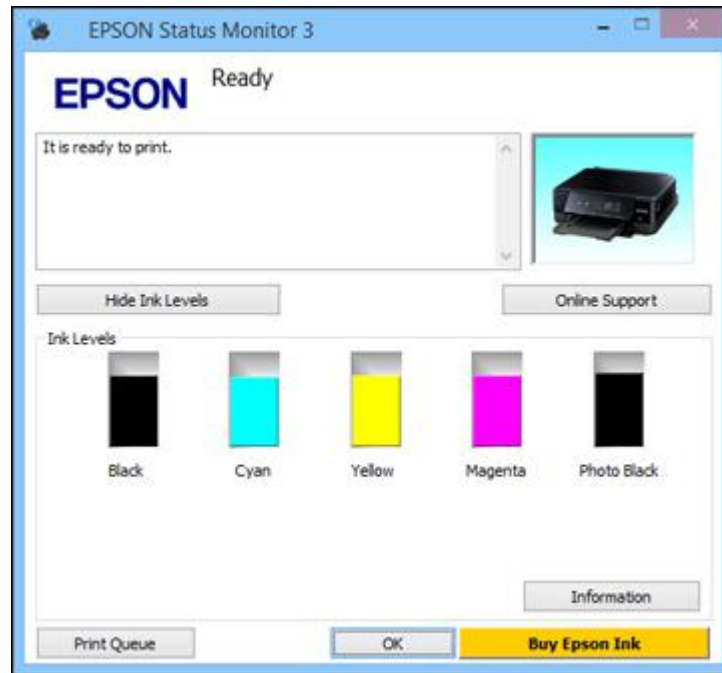 EPSON Status Monitor 3
EPSON
Ready
It is ready to print.
Hide Ink Levels
Online Support
Ink Levels
Black
Cyan
Yellow
Magenta
Photo Black
Information
Print Queue
OK
Buy Epson Ink